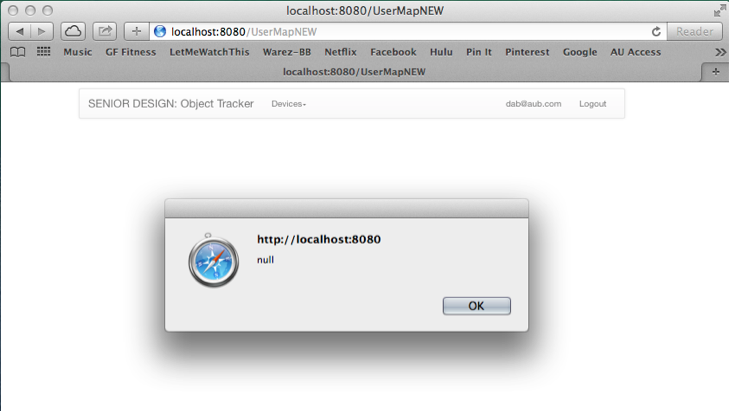 localhost:8080/UserMapNEW
localhost:8080/UserMapNEW Reader
Music GF Fitness LetMeWatchThis Warez-BB Netflix Facebook Hulu Pin It Pinterest Google AU Access
localhost:8080/UserMapNEW
SENIOR DESIGN: Object Tracker Devices dab@aub.com Logout
http://localhost:8080
null
OK